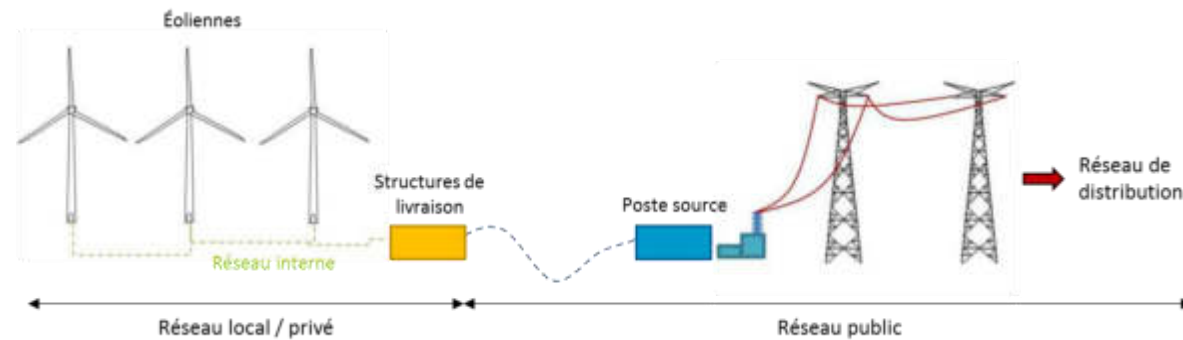 Éoliennes
Structures de
livraison
Poste source
Réseau de
distribution
Réseau interne
Réseau local / privé
Réseau public